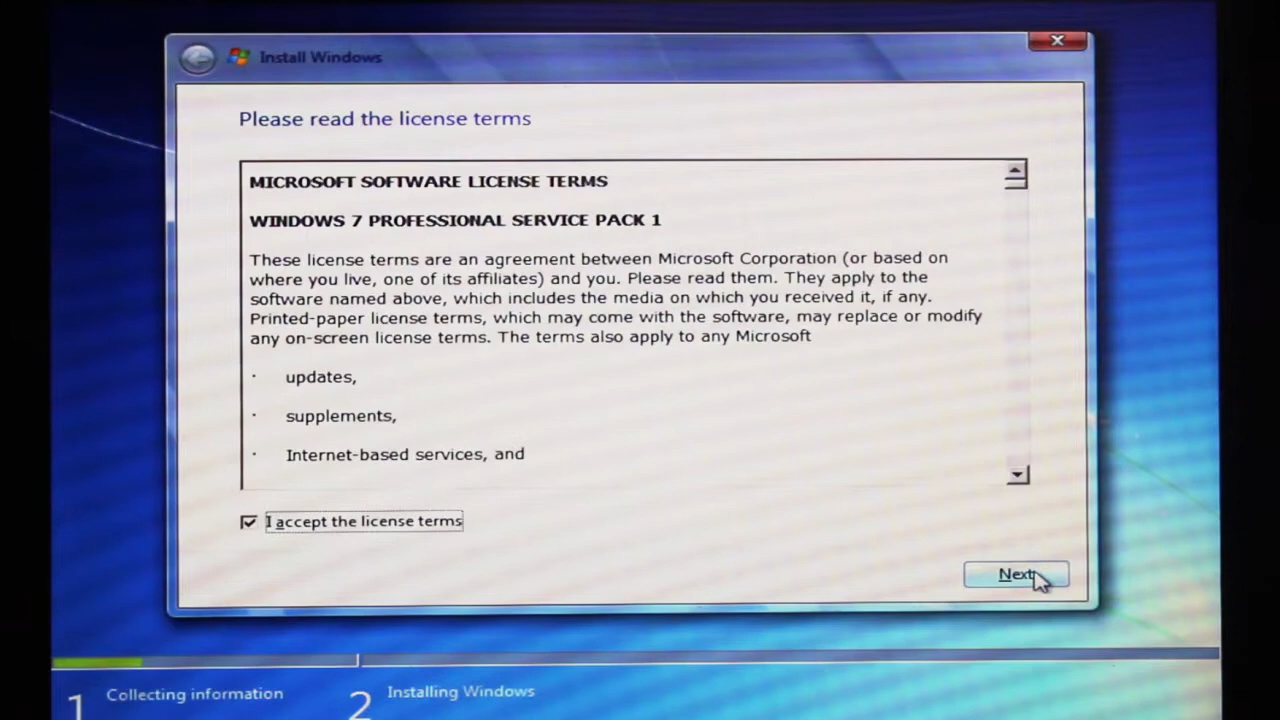 Install Windows
Please read the license terms
MICROSOFT SOFTWARE LICENSE TERMS
WINDOWS 7 PROFESSIONAL SERVICE PACK 1
These license terms are an agreement between Microsoft Corporation (or based on
where you live, one of its affiliates) and you. Please read them. They apply to the
software named above, which includes the media on which you received it, if any.
Printed-paper license terms, which may come with the software, may replace or modify
any on-screen license terms. The terms also apply to any Microsoft
· updates,
· supplements,
· Internet-based services, and
I accept the license terms
Next
1 Collecting information
2 Installing Windows